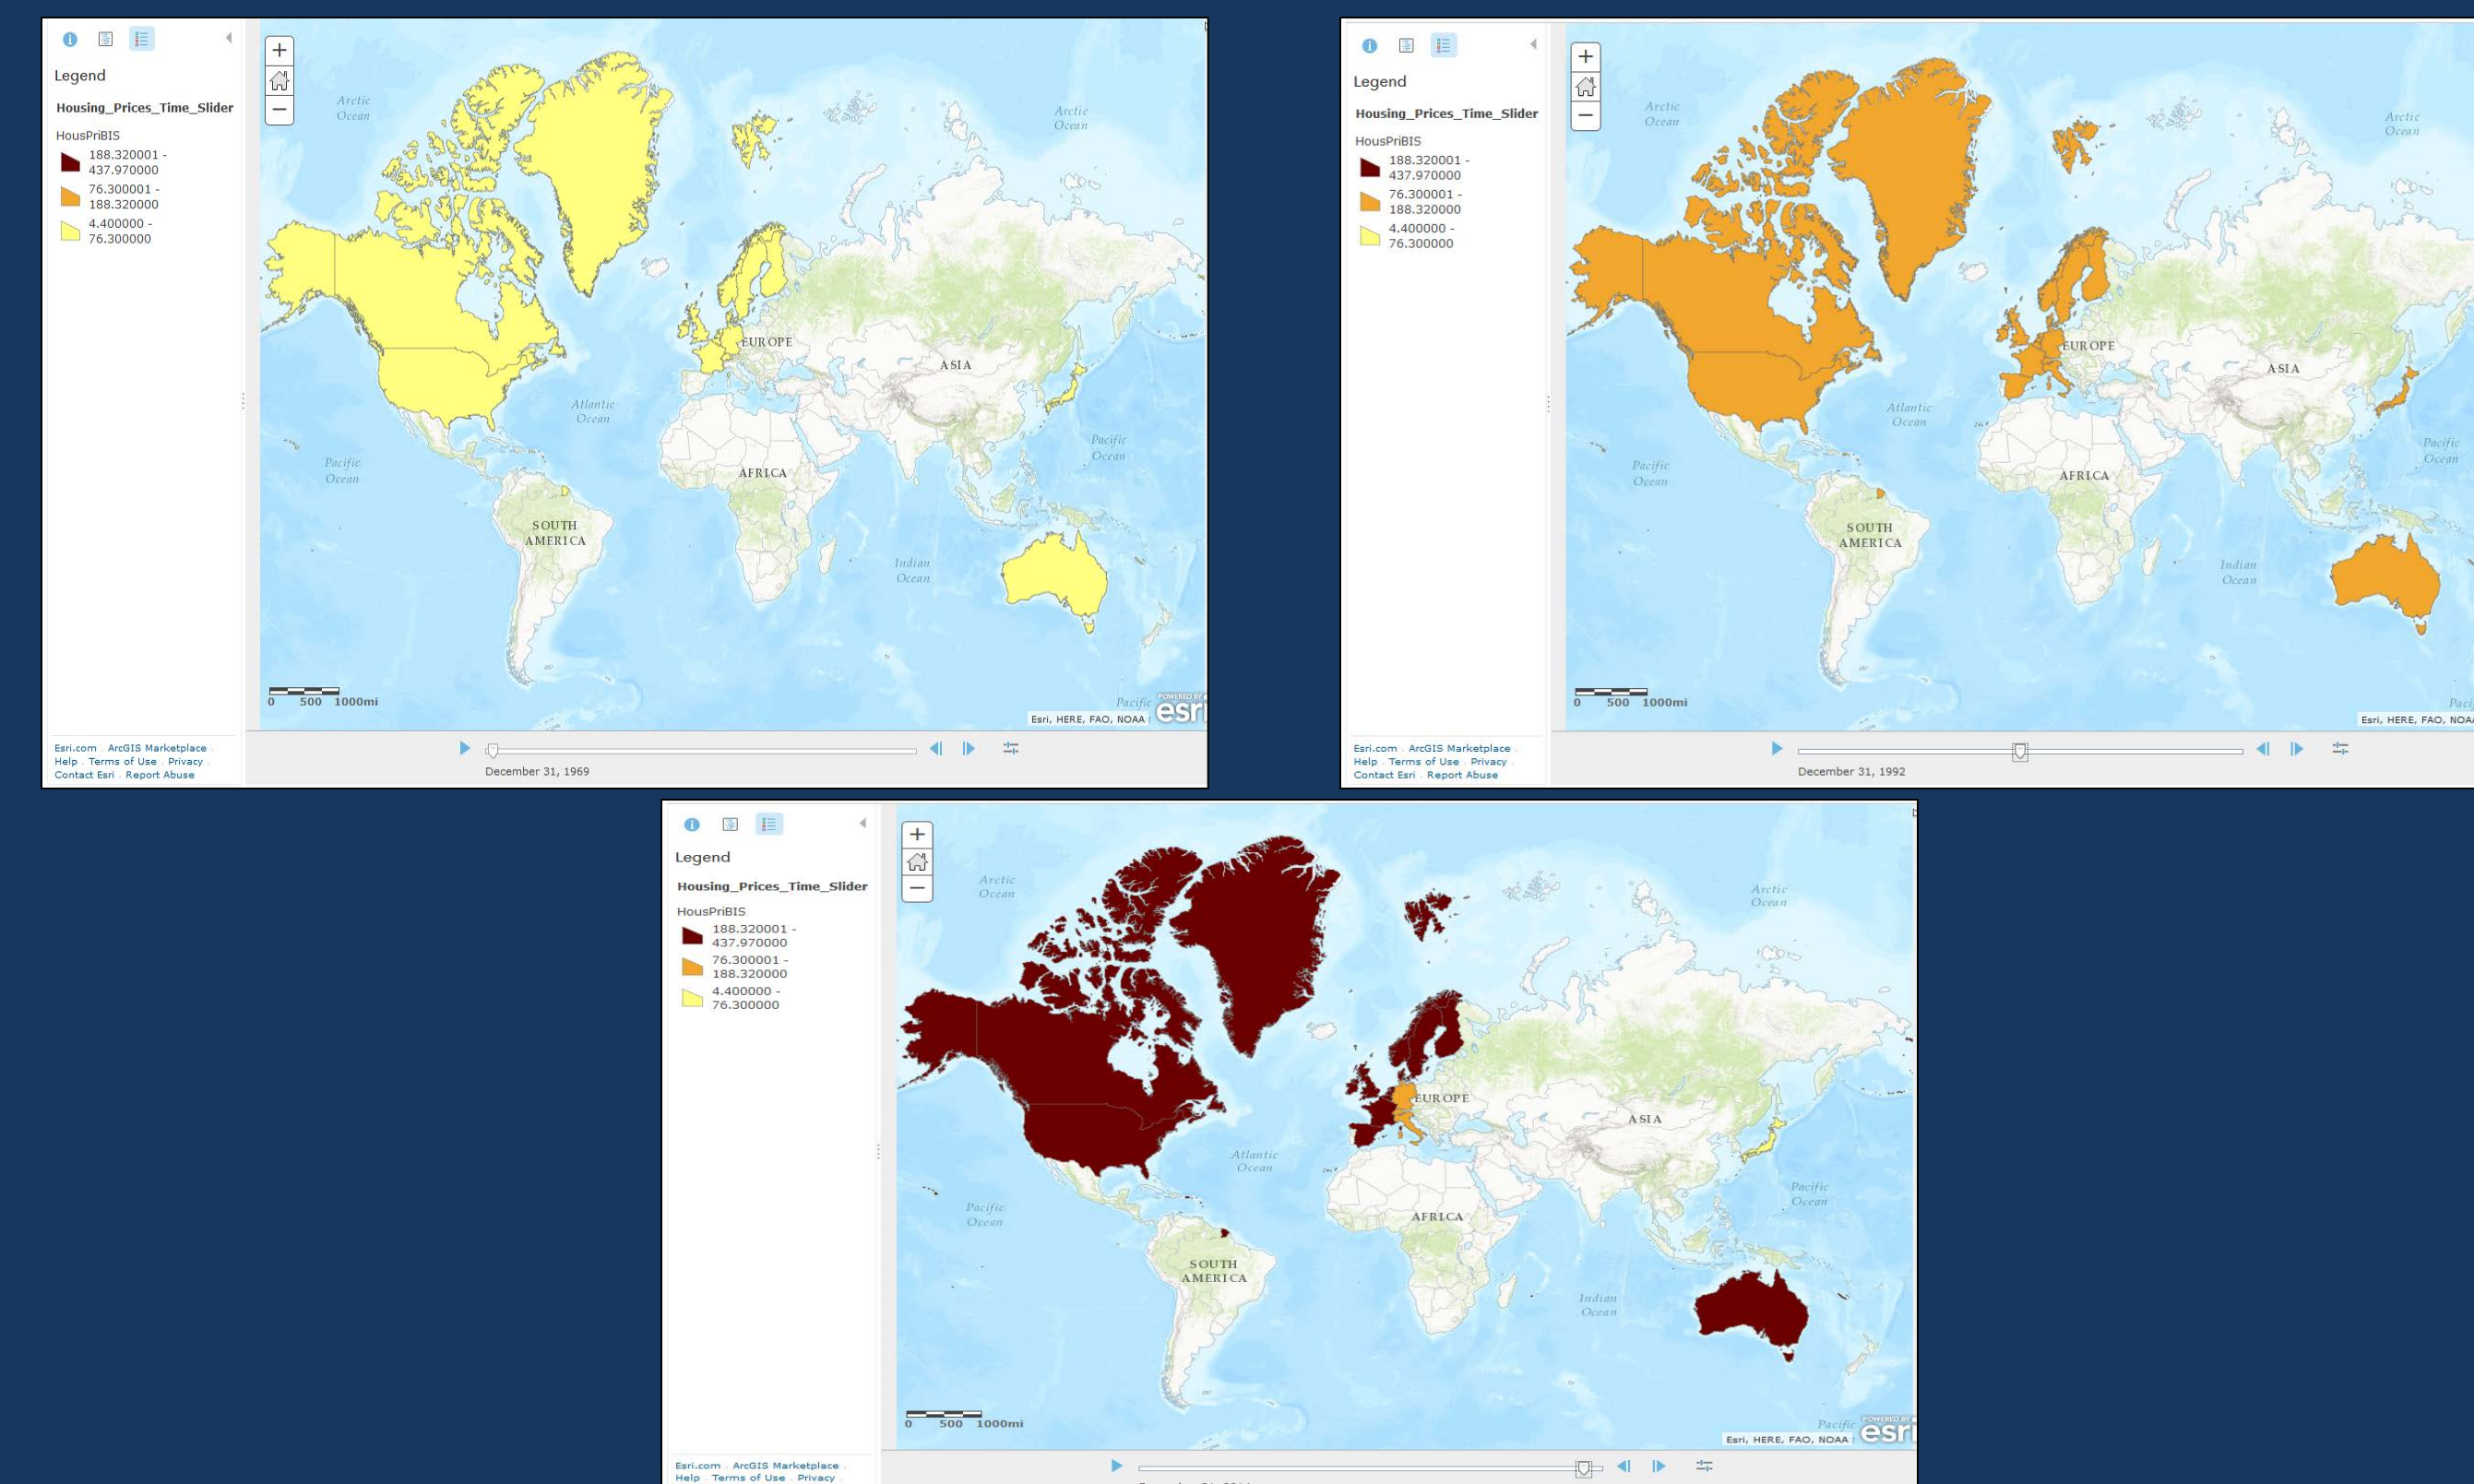 Legend
Housing_Prices_Time_Slider
HousPriBIS
188.320001 -
437.970000
76.300001 -
188.320000
4.400000 -
76.300000
Esri.com . ArcGIS Marketplace .
Help . Terms of Use . Privacy .
Contact Esri . Report Abuse
+
−
Arctic
Ocean
Arctic
Ocean
EUROPE
ASIA
Atlantic
Ocean
Pacific
Ocean
Pacific
Ocean
AFRICA
SOUTH
AMERICA
Indian
Ocean
0 500 1000mi
Pacific
POWERED BY
esri
Esri, HERE, FAO, NOAA
December 31, 1969
Legend
Housing_Prices_Time_Slider
HousPriBIS
188.320001 -
437.970000
76.300001 -
188.320000
4.400000 -
76.300000
Esri.com . ArcGIS Marketplace .
Help . Terms of Use . Privacy .
Contact Esri . Report Abuse
+
−
Arctic
Ocean
Arctic
Ocean
EUROPE
ASIA
Atlantic
Ocean
Pacific
Ocean
Pacific
Ocean
AFRICA
SOUTH
AMERICA
Indian
Ocean
0 500 1000mi
Esri, HERE, FAO,
December 31, 1992
Legend
Housing_Prices_Time_Slider
HousPriBIS
188.320001 -
437.970000
76.300001 -
188.320000
4.400000 -
76.300000
Esri.com . ArcGIS Marketplace .
Help . Terms of Use . Privacy .
+
−
Arctic
Ocean
Arctic
Ocean
EUROPE
ASIA
Atlantic
Ocean
Pacific
Ocean
Pacific
Ocean
AFRICA
SOUTH
AMERICA
Indian
Ocean
0 500 1000mi
Pacific
POWERED BY
esri
Esri, HERE, FAO, NOAA